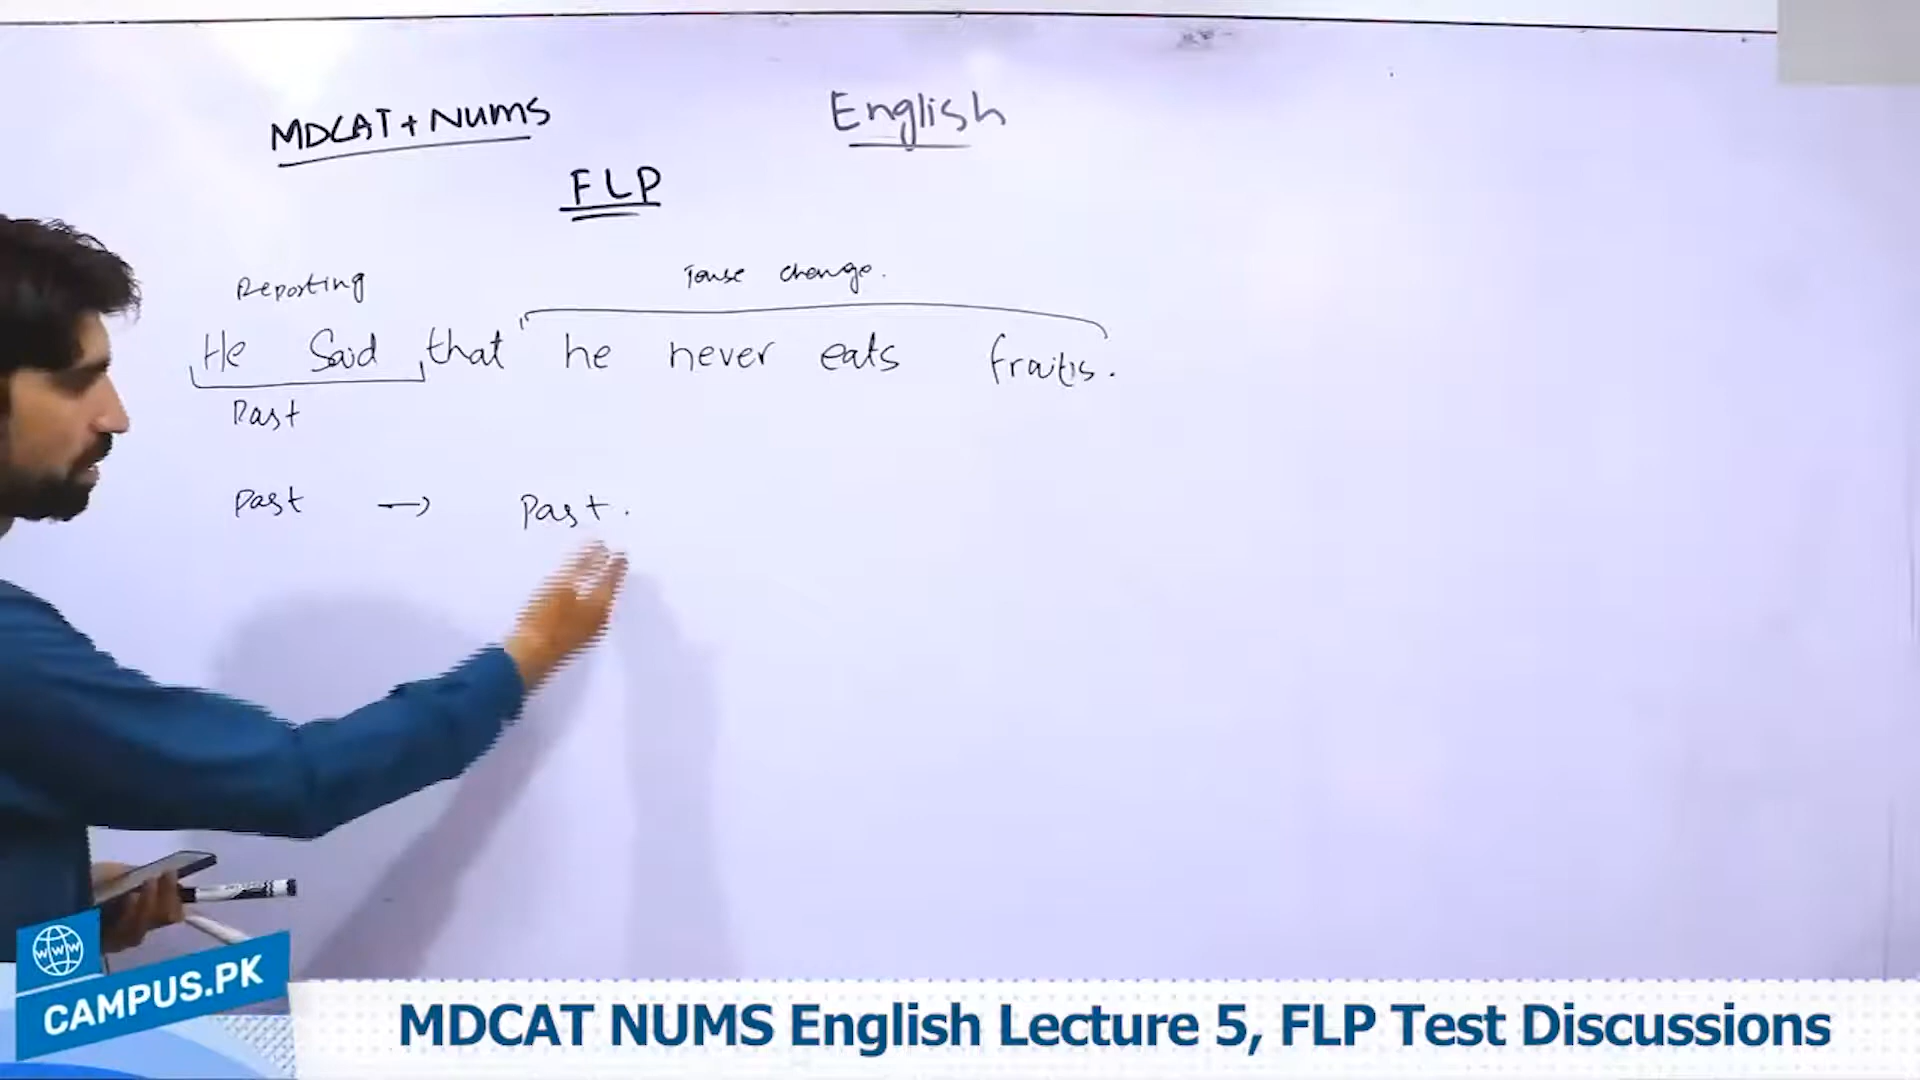 MDCAT + NUMS
English
FLP
Reporting
Tense change.
He Said that he never eats fruits.
Past
Past → Past.
www
CAMPUS.PK
MDCAT NUMS English Lecture 5, FLP Test Discussions